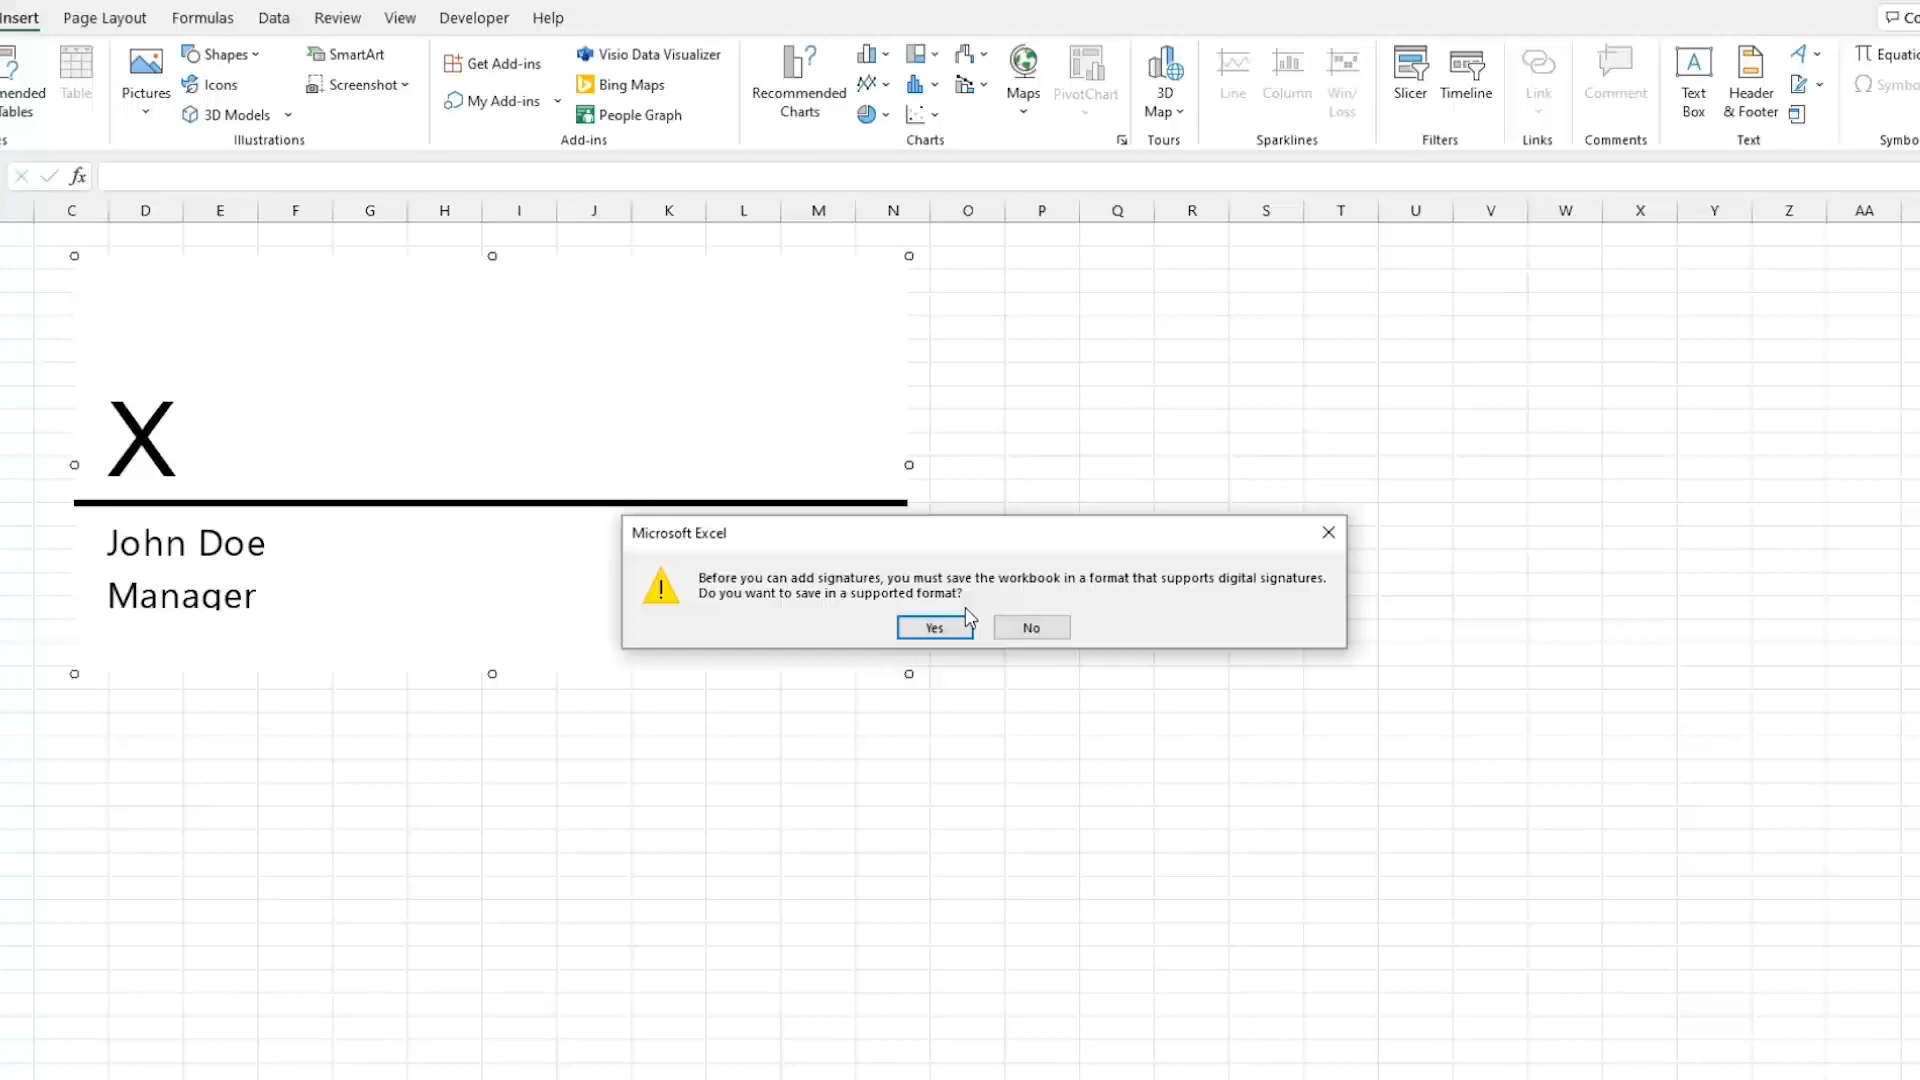 Insert Page Layout Formulas Data Review View Developer Help
Shapes SmartArt Get Add-ins Visio Data Visualizer
Icons Screenshot My Add-ins Bing Maps
3D Models People Graph
Tables Table Pictures Recommended Charts Maps PivotChart 3D Map Line Column Win/Loss Slicer Timeline Link Comment Text Box Header & Footer
Illustrations Add-ins Charts Tours Sparklines Filters Links Comments Text
fx
C D E F G H I J K L M N O P Q R S T U V W X Y Z AA
X
John Doe
Manager
Microsoft Excel
Before you can add signatures, you must save the workbook in a format that supports digital signatures.
Do you want to save in a supported format?
Yes No